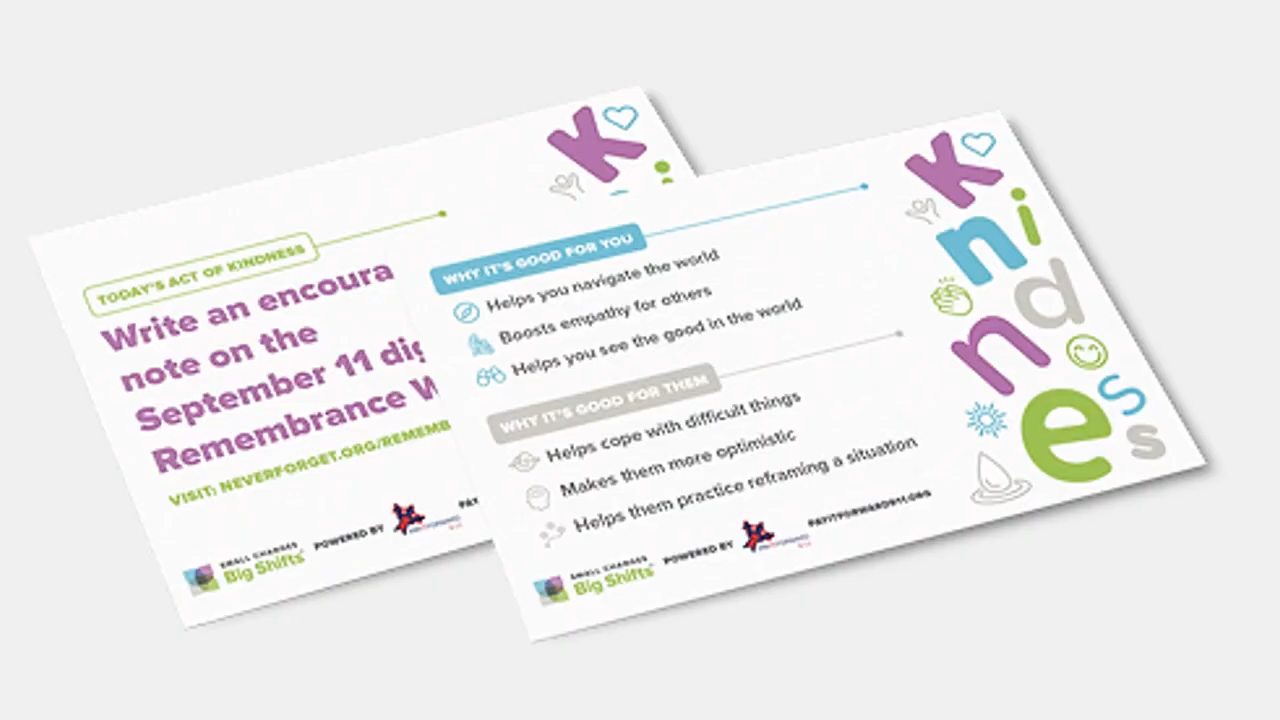 k
i
TODAY'S ACT OF KINDNESS
Write an encoura
note on the
September 11 dig
Remembrance W
VISIT: NEVERFORGET.ORG/REMEMB
SMALL CHANGES
Big Shifts
POWERED BY
PAY
k
i
n
d
n
e
s
s
WHY IT'S GOOD FOR YOU
Helps you navigate the world
Boosts empathy for others
Helps you see the good in the world
WHY IT'S GOOD FOR THEM
Helps cope with difficult things
Makes them more optimistic
Helps them practice reframing a situation
SMALL CHANGES
Big Shifts
POWERED BY
PAYITFORWARD911.ORG